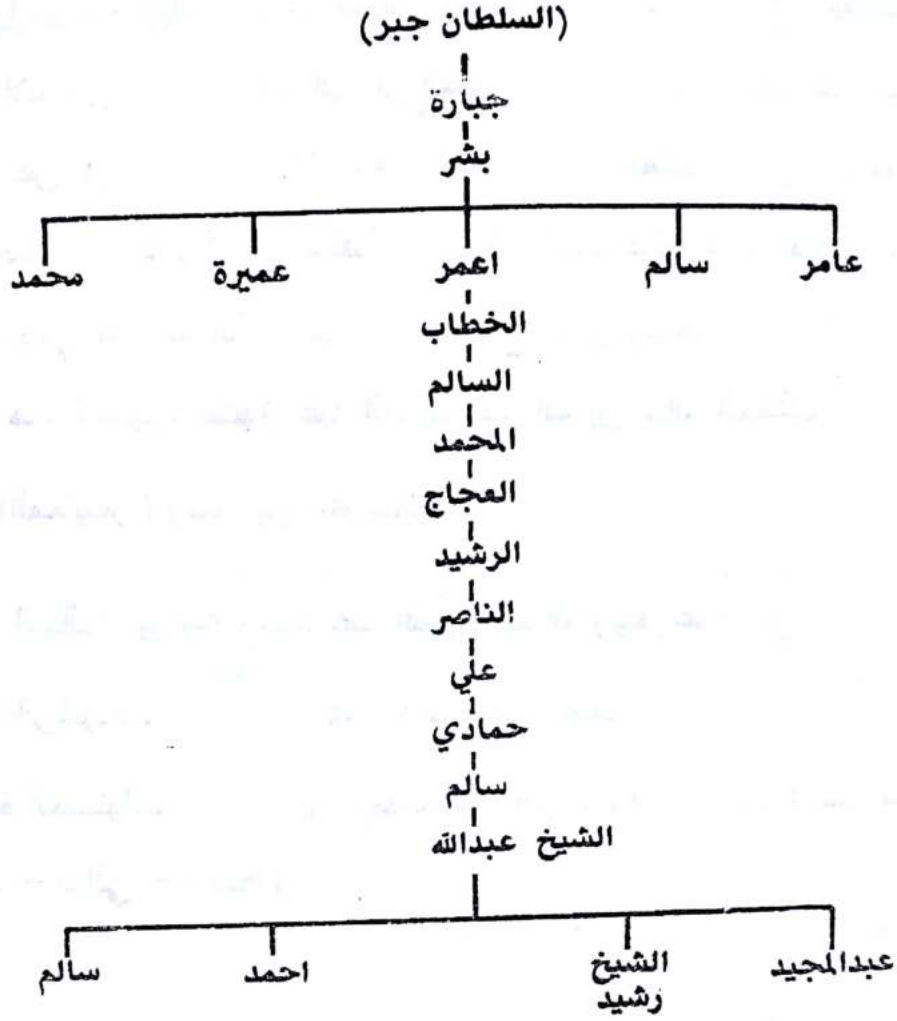 (السلطان جبر)
جبارة
بشر
عامر سالم اعمر عميرة محمد
الخطاب
السالم
المحمد
العجاج
الرشيد
الناصر
علي
حمادي
سالم
الشيخ عبدالله
عبدالمجيد الشيخ رشيد احمد سالم